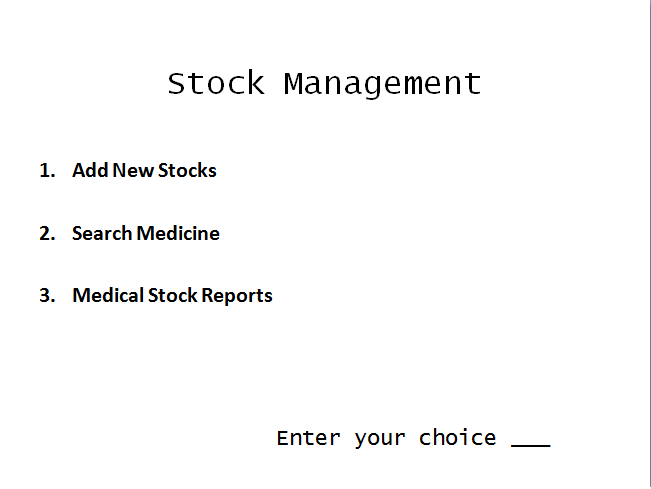 Stock Management
1. Add New Stocks
2. Search Medicine
3. Medical Stock Reports
Enter your choice ___